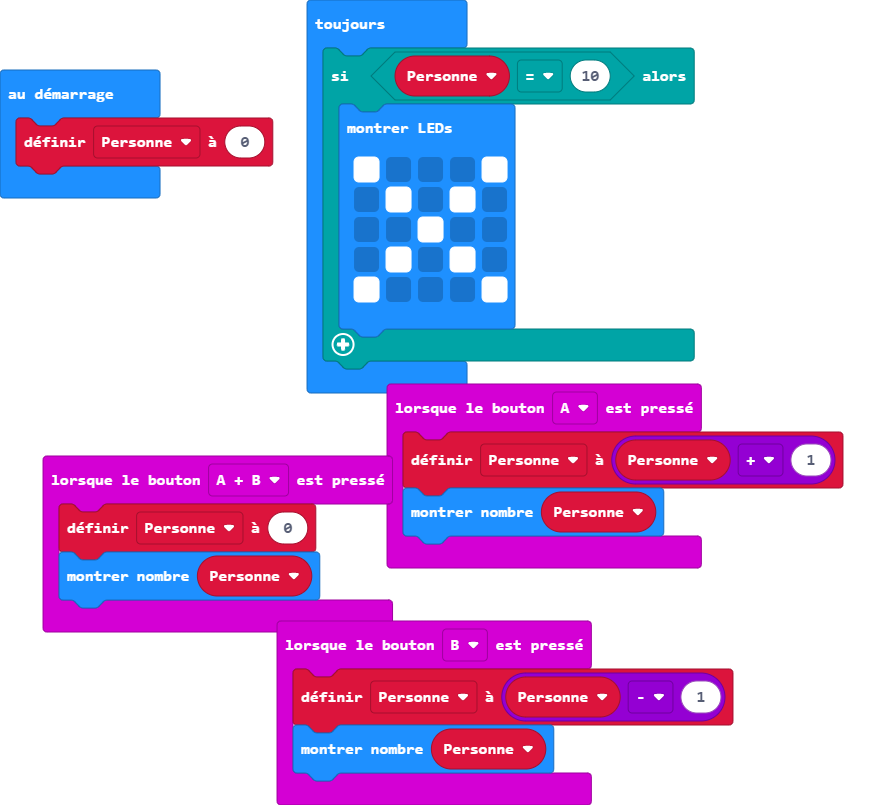 toujours
si Personne = 10 alors
montrer LEDs
au démarrage
définir Personne à 0
lorsque le bouton A est pressé
définir Personne à Personne + 1
montrer nombre Personne
lorsque le bouton A + B est pressé
définir Personne à 0
montrer nombre Personne
lorsque le bouton B est pressé
définir Personne à Personne - 1
montrer nombre Personne